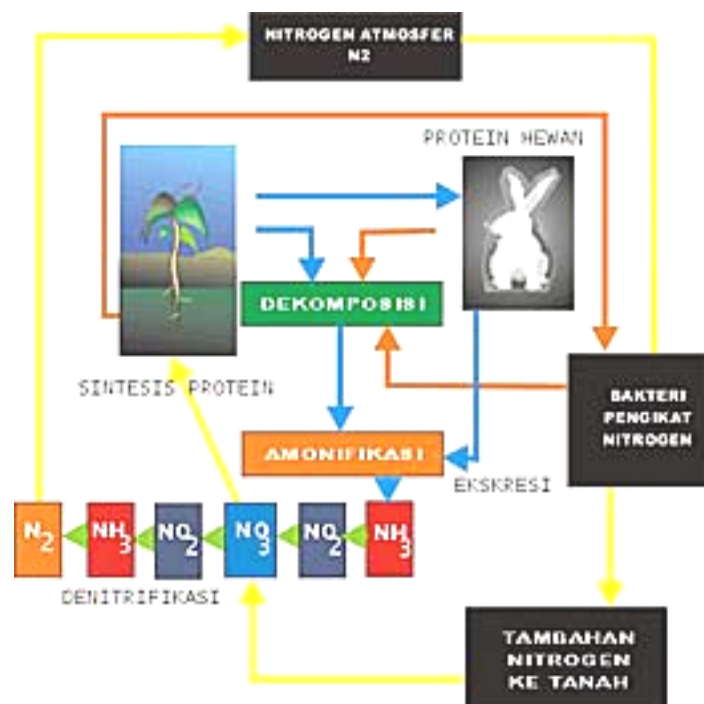 NITROGEN ATMOSFER
N2
PROTEIN HEWAN
DEKOMPOSISI
SINTESIS PROTEIN
BAKTERI
PENGIKAT
NITROGEN
AMONIFIKASI
EKSKRESI
N2
NH3
NO2
NO3
NO2
NH3
DENITRIFIKASI
TAMBAHAN
NITROGEN
KE TANAH